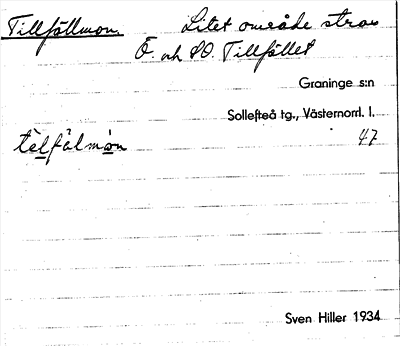 Tillfällmon. Litet område strax
Ö. och SO. Tillfället
Graninge s:n
Sollefteå tg., Västernorrl. l.
47
tèlfälmòn
Sven Hiller 1934